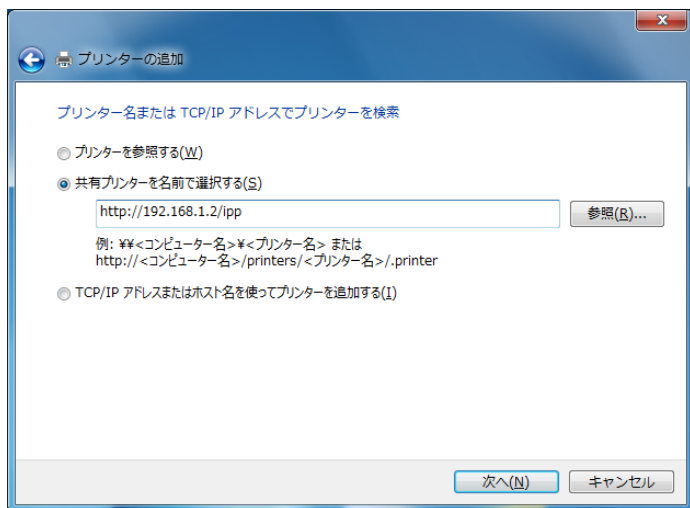 プリンターの追加
プリンター名または TCP/IP アドレスでプリンターを検索
プリンターを参照する(W)
共有プリンターを名前で選択する(S)
http://192.168.1.2/ipp
参照(R)...
例: ¥¥<コンピューター名>¥<プリンター名> または
http://<コンピューター名>/printers/<プリンター名>/.printer
TCP/IP アドレスまたはホスト名を使ってプリンターを追加する(I)
次へ(N)
キャンセル